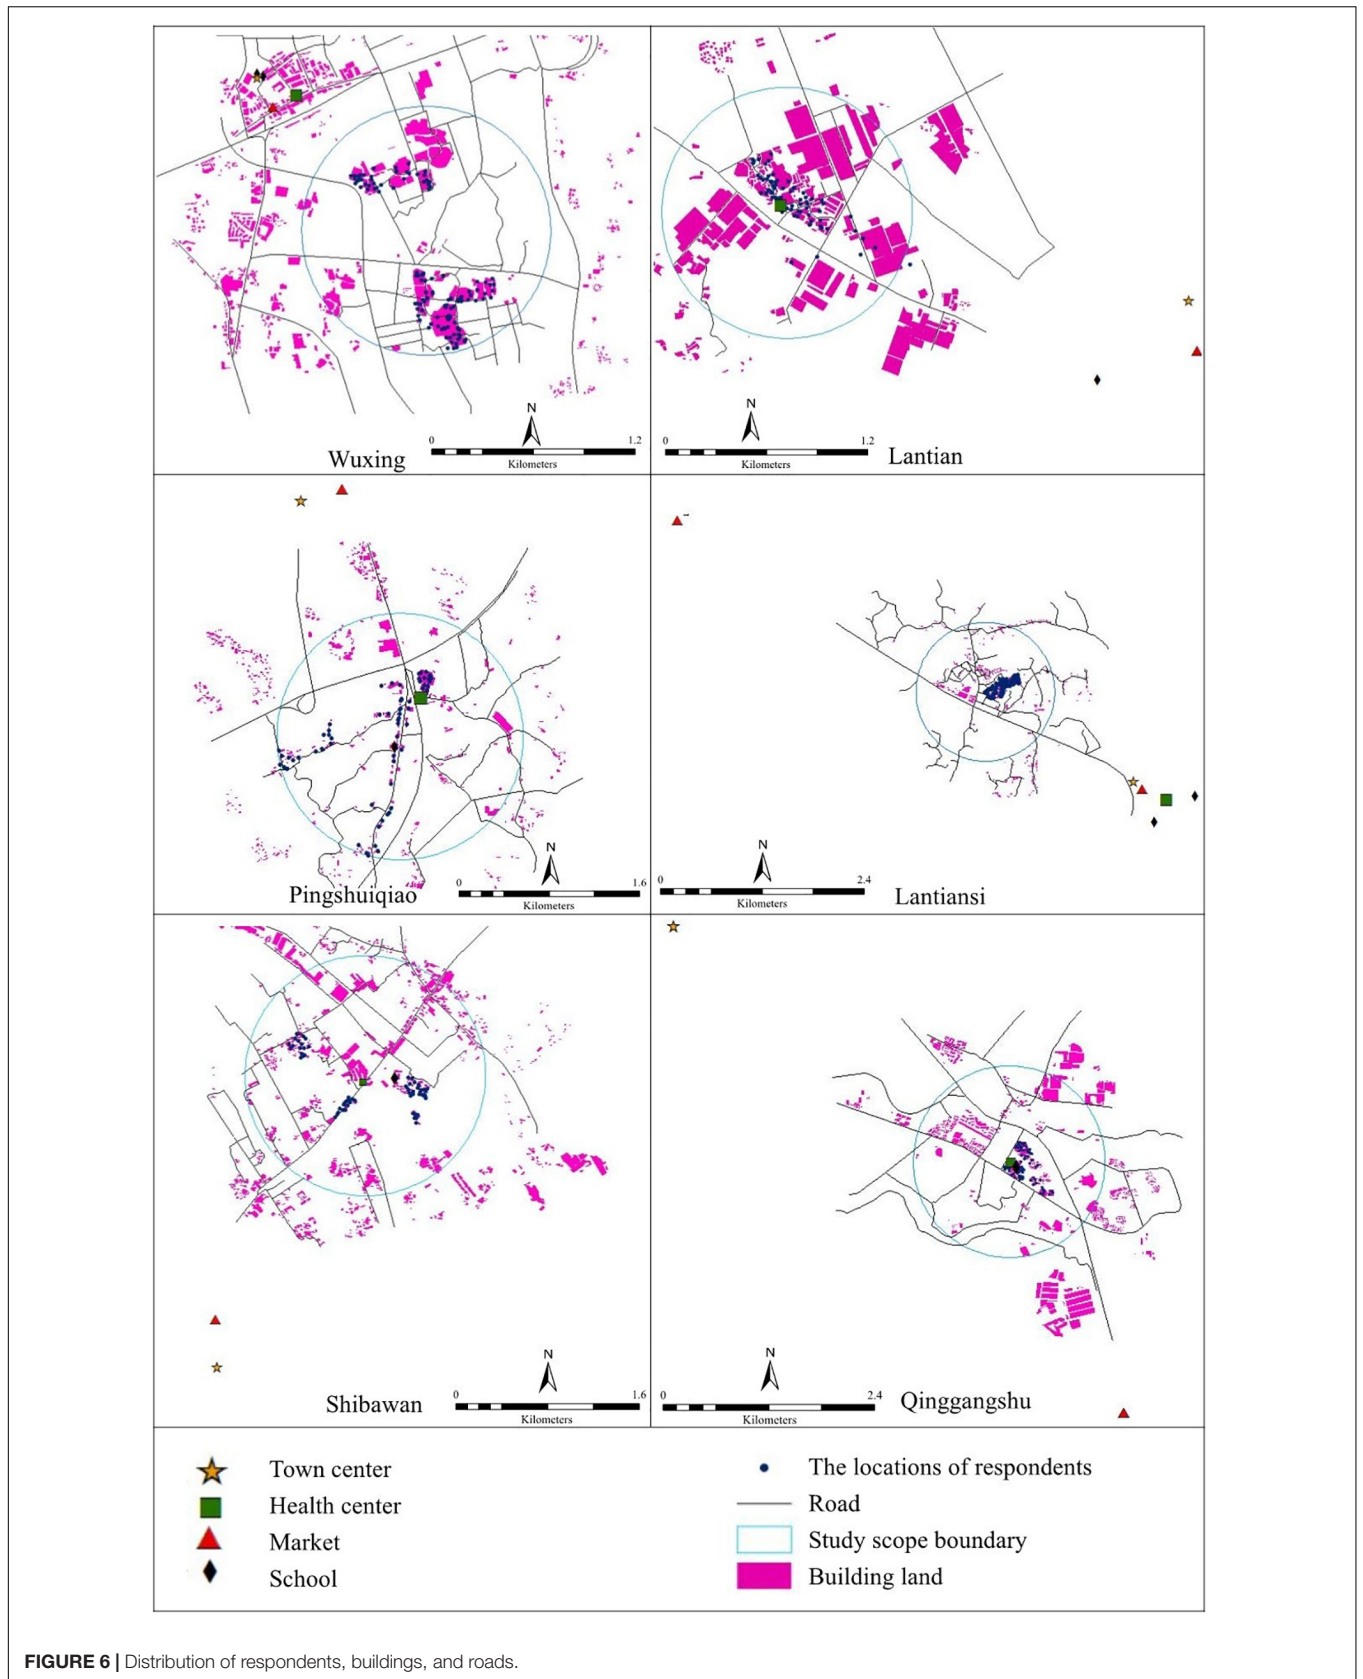 N
0 1.2
Kilometers
Wuxing
N
0 1.2
Kilometers
Lantian
N
0 1.6
Kilometers
Pingshuiqiao
N
0 2.4
Kilometers
Lantiansi
N
0 1.6
Kilometers
Shibawan
N
0 2.4
Kilometers
Qinggangshu
Town center
Health center
Market
School
The locations of respondents
Road
Study scope boundary
Building land
FIGURE 6 | Distribution of respondents, buildings, and roads.